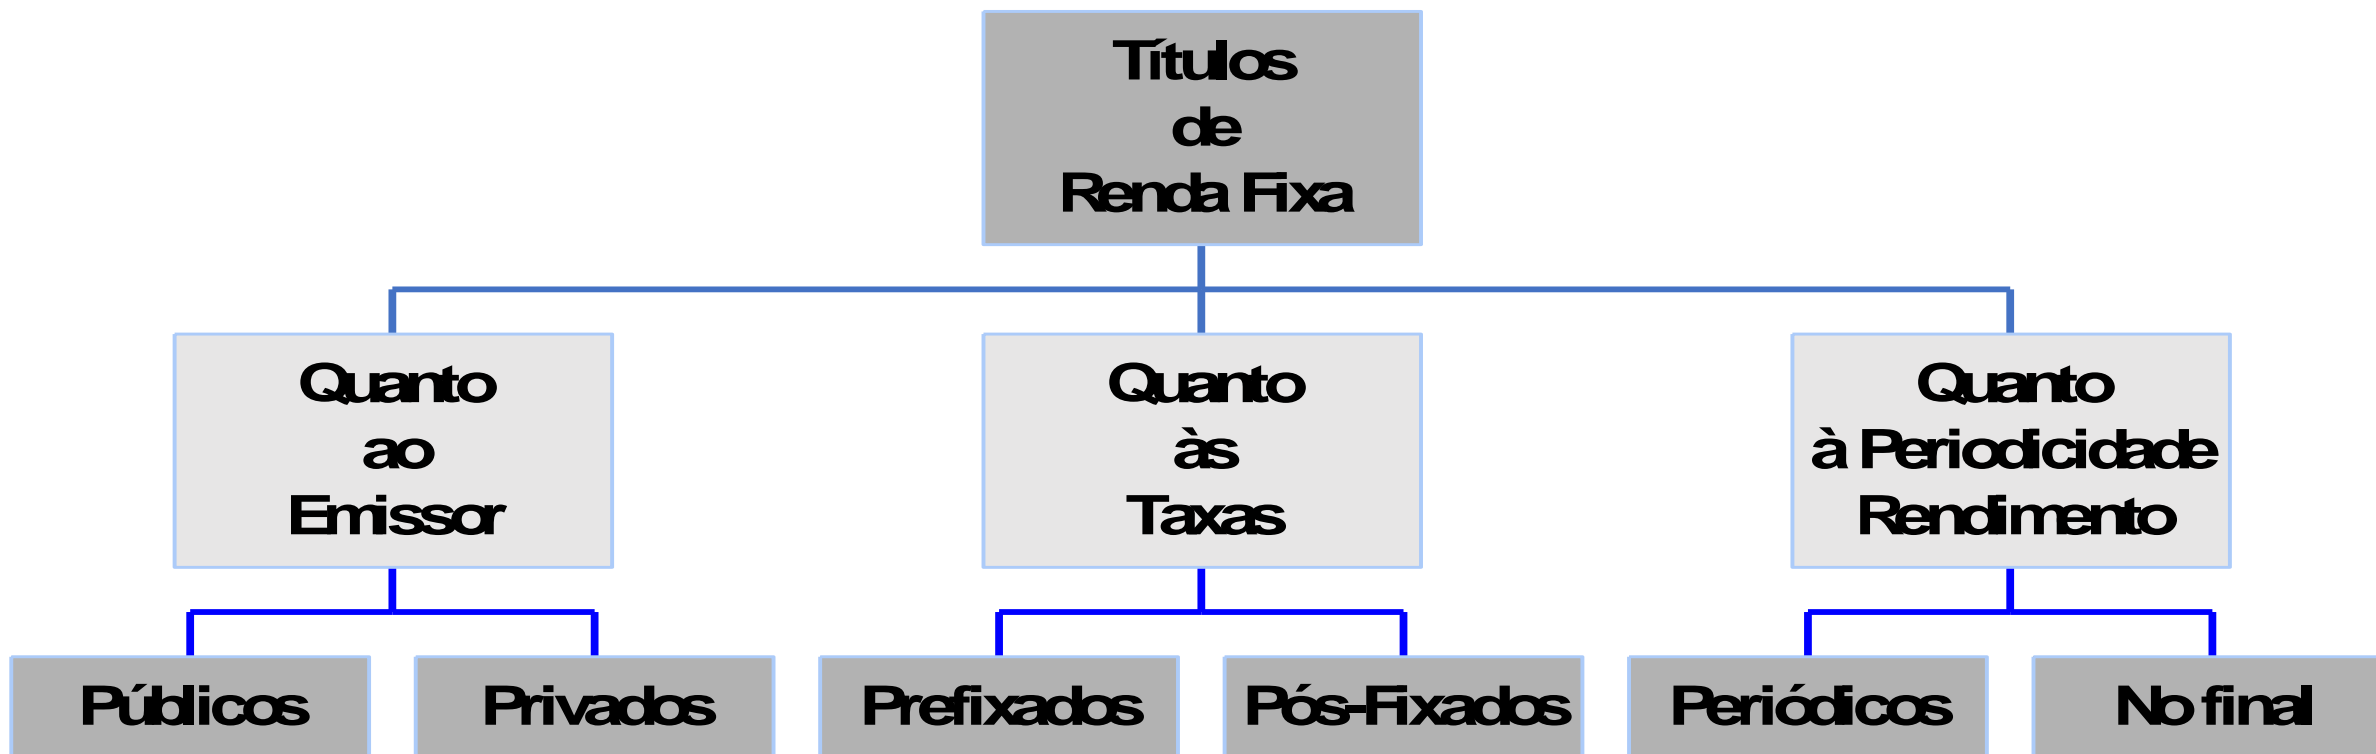 Títulos
de
Renda Fixa
Quanto
ao
Emissor
Quanto
às
Taxas
Quanto
à Periodicidade
Rendimento
Públicos
Privados
Prefixados
Pós-Fixados
Periódicos
No final